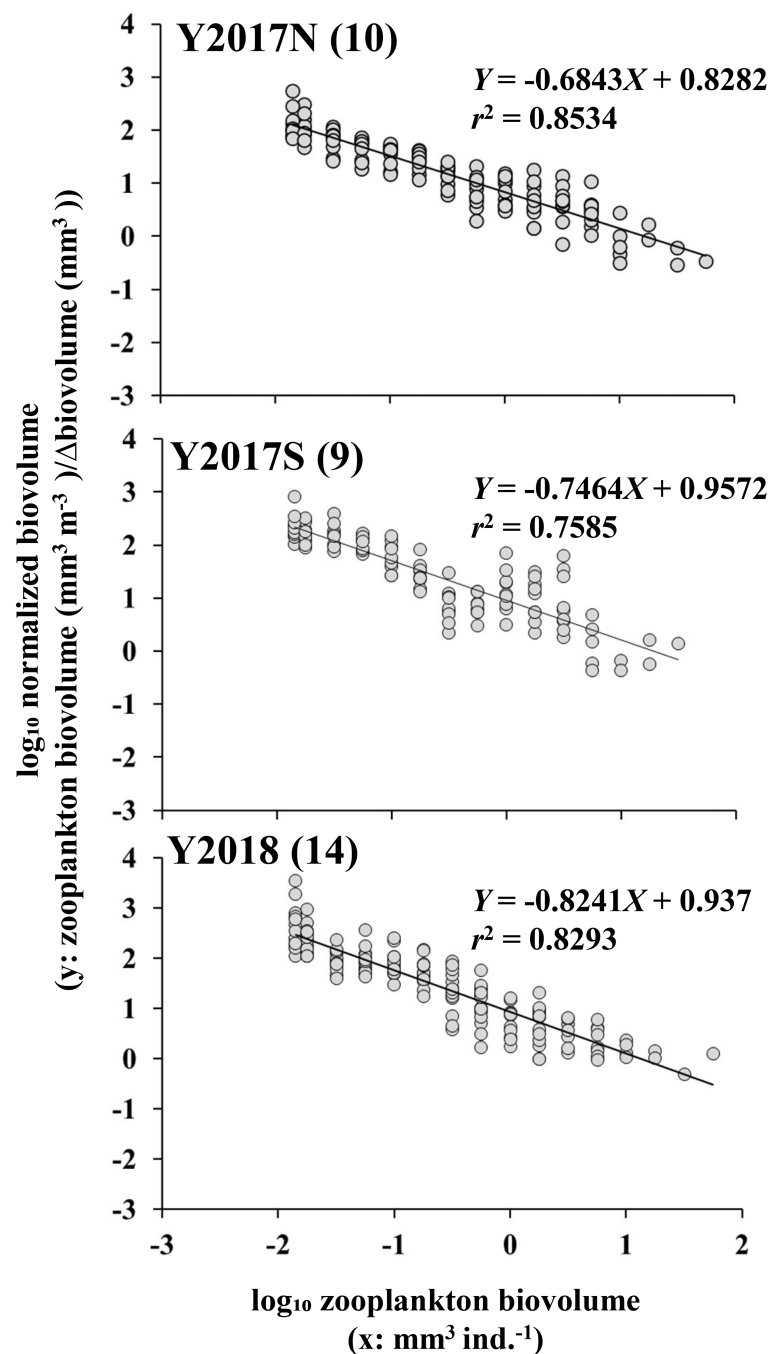 Y2017N (10)
Y = -0.6843X + 0.8282
r² = 0.8534
4
3
2
1
0
-1
-2
-3
Y2017S (9)
Y = -0.7464X + 0.9572
r² = 0.7585
4
3
2
1
0
-1
-2
-3
Y2018 (14)
Y = -0.8241X + 0.937
r² = 0.8293
4
3
2
1
0
-1
-2
-3
-3 -2 -1 0 1 2
log₁₀ normalized biovolume
(y: zooplankton biovolume (mm³ m⁻³ )/Δbiovolume (mm³ ))
log₁₀ zooplankton biovolume
(x: mm³ ind.⁻¹)